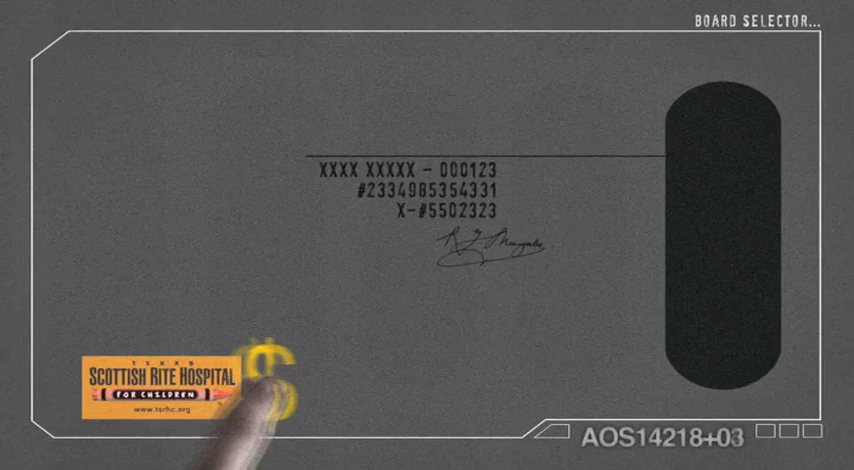 BOARD SELECTOR...
XXXX XXXXX - 000123
#2334985354331
X-#5502323
TEXAS
SCOTTISH RITE HOSPITAL
FOR CHILDREN
www.tsrhc.org
$
AOS14218+03